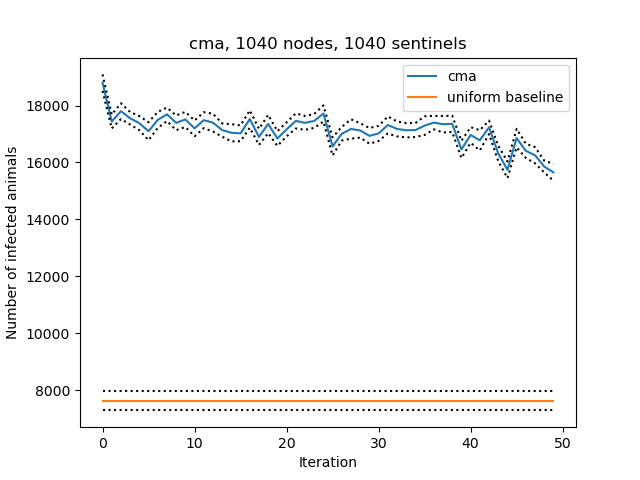 cma, 1040 nodes, 1040 sentinels
cma
uniform baseline
Number of infected animals
18000
16000
14000
12000
10000
8000
0 10 20 30 40 50
Iteration